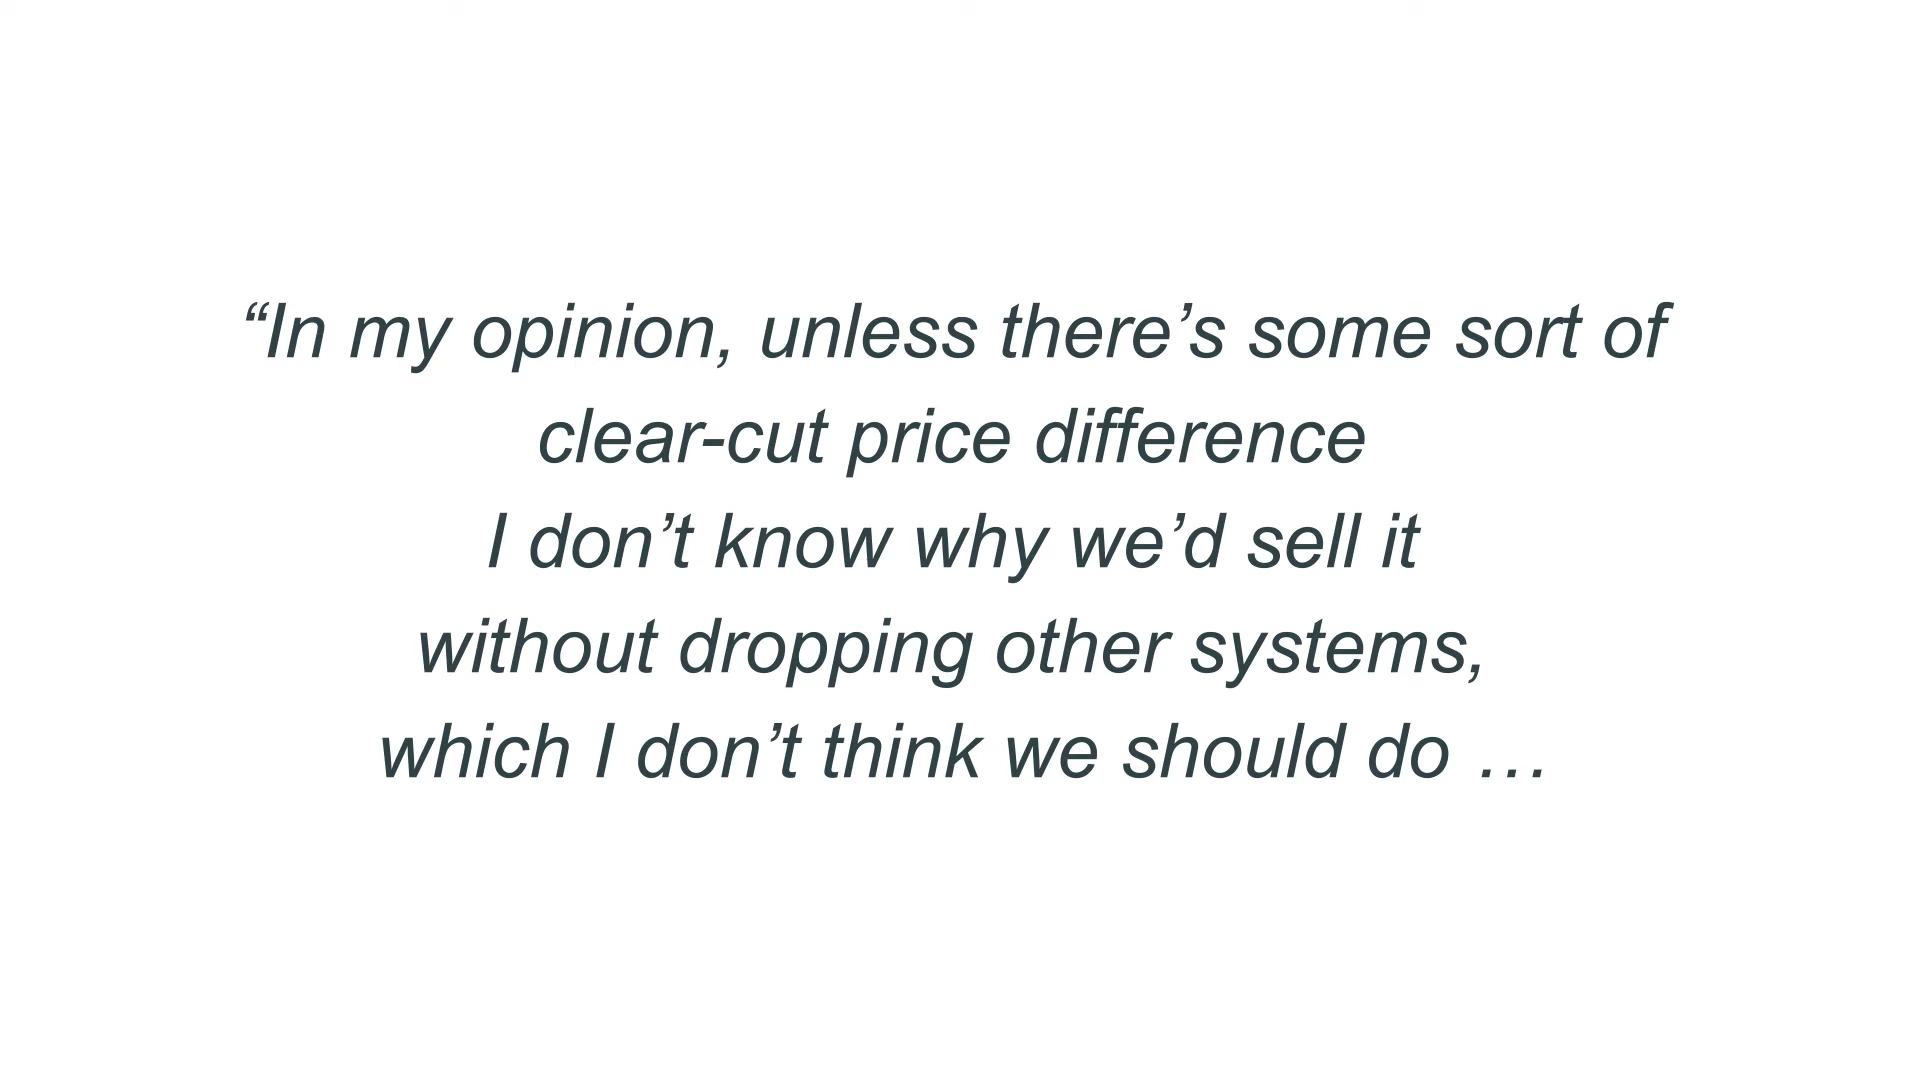 “In my opinion, unless there’s some sort of
clear-cut price difference
I don’t know why we’d sell it
without dropping other systems,
which I don’t think we should do …